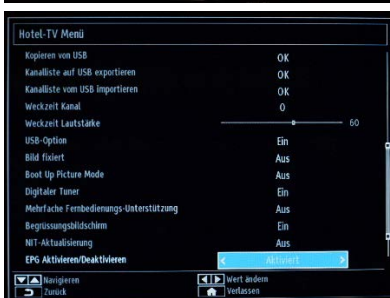 Hotel-TV Menü
Kopieren von USB OK
Kanalliste auf USB exportieren OK
Kanalliste vom USB importieren OK
Weckzeit Kanal 0
Weckzeit Lautstärke 60
USB-Option Ein
Bild fixiert Aus
Boot Up Picture Mode Aus
Digitaler Tuner Ein
Mehrfache Fernbedienungs-Unterstützung Aus
Begrüssungsbildschirm Ein
NIT-Aktualisierung Aus
EPG Aktivieren/Deaktivieren Aktiviert
Navigieren Wert ändern
Zurück Verlassen